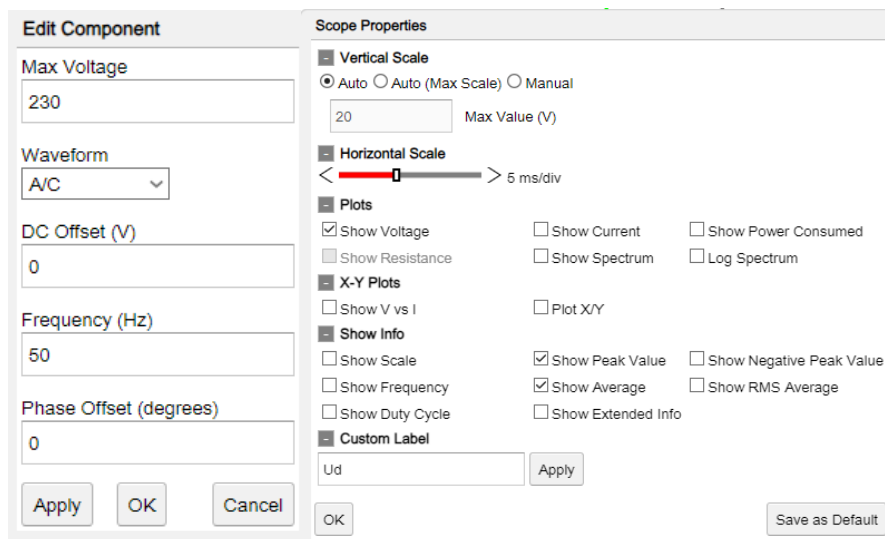 Edit Component
Max Voltage
230
Waveform
A/C
DC Offset (V)
0
Frequency (Hz)
50
Phase Offset (degrees)
0
Apply OK Cancel
Scope Properties
- Vertical Scale
Auto Auto (Max Scale) Manual
20 Max Value (V)
- Horizontal Scale
< > 5 ms/div
- Plots
Show Voltage Show Current Show Power Consumed
Show Resistance Show Spectrum Log Spectrum
- X-Y Plots
Show V vs I Plot X/Y
- Show Info
Show Scale Show Peak Value Show Negative Peak Value
Show Frequency Show Average Show RMS Average
Show Duty Cycle Show Extended Info
- Custom Label
Ud Apply
OK Save as Default